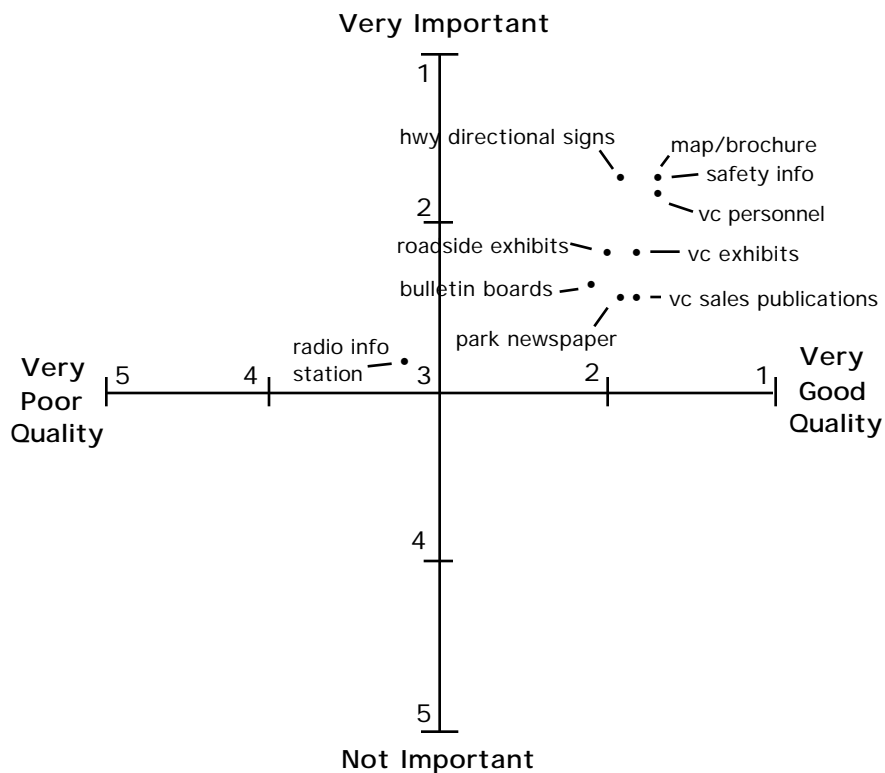 Very Important
1
hwy directional signs
map/brochure
safety info
vc personnel
2
roadside exhibits
vc exhibits
bulletin boards
vc sales publications
park newspaper
radio info
station
Very
Poor
Quality
5
4
3
2
1
Very
Good
Quality
4
5
Not Important